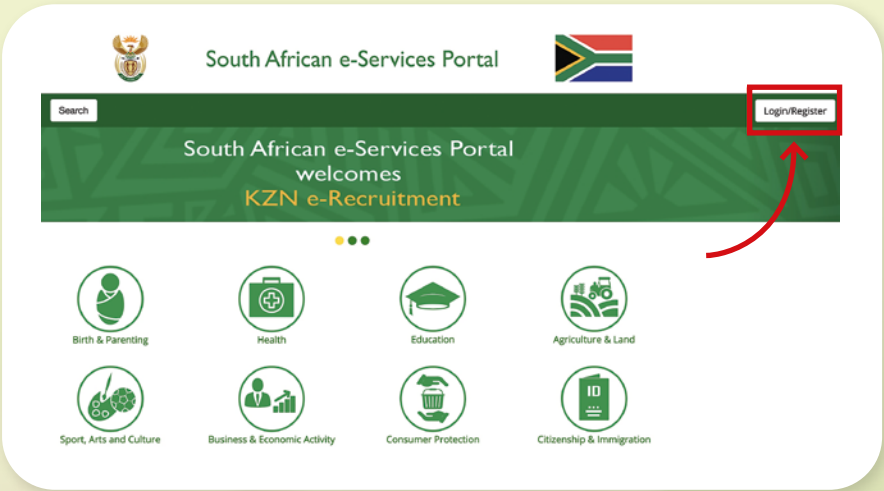 South African e-Services Portal
Search
Login/Register
South African e-Services Portal
welcomes
KZN e-Recruitment
Birth & Parenting
Health
Education
Agriculture & Land
ID
Sport, Arts and Culture
Business & Economic Activity
Consumer Protection
Citizenship & Immigration